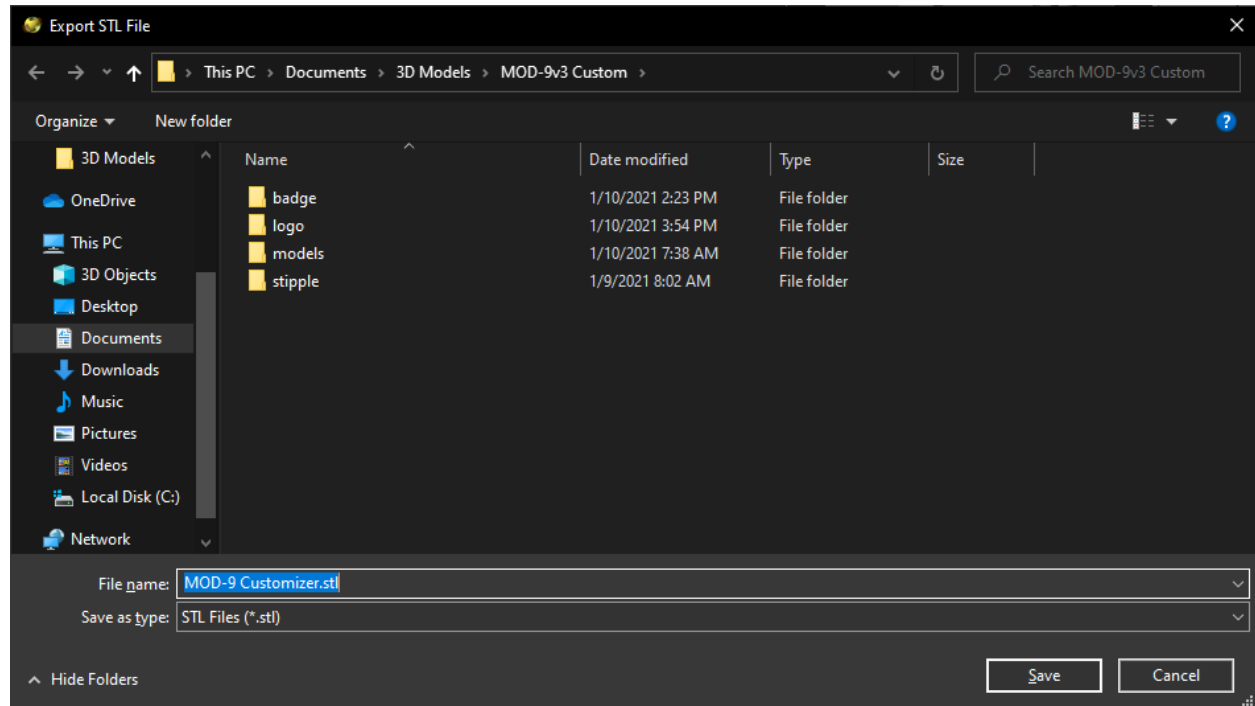 Export STL File
This PC > Documents > 3D Models > MOD-9v3 Custom >
Search MOD-9v3 Custom
Organize
New folder
3D Models
OneDrive
This PC
3D Objects
Desktop
Documents
Downloads
Music
Pictures
Videos
Local Disk (C:)
Network
Name Date modified Type Size
badge 1/10/2021 2:23 PM File folder
logo 1/10/2021 3:54 PM File folder
models 1/10/2021 7:38 AM File folder
stipple 1/9/2021 8:02 AM File folder
File name: MOD-9 Customizer.stl
Save as type: STL Files (*.stl)
Hide Folders
Save
Cancel